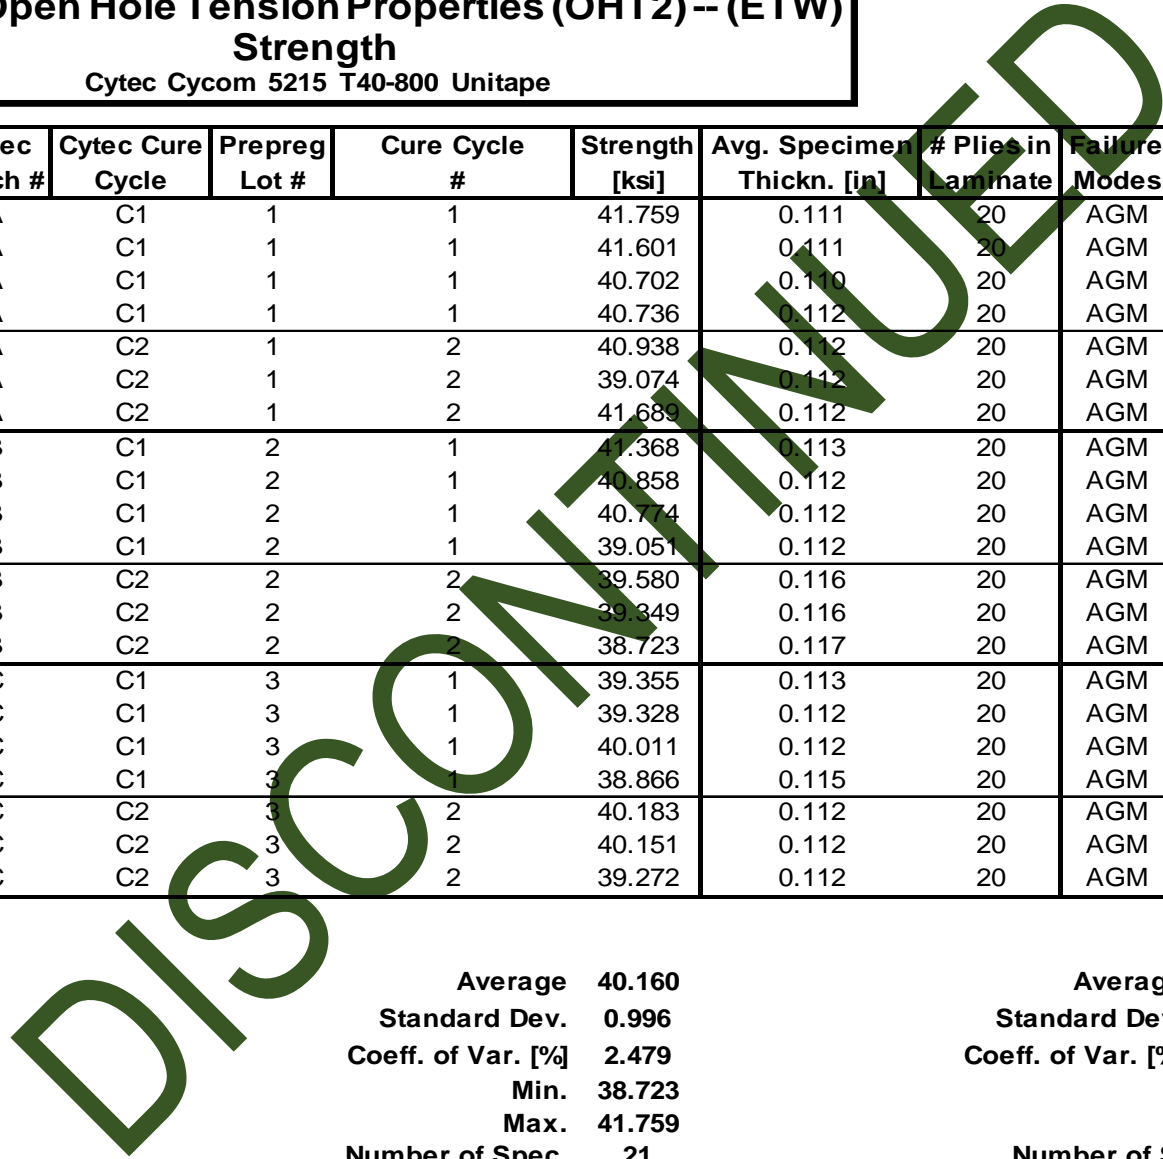 Open Hole Tension Properties (OHT2) -- (ETW)
Strength
Cytec Cycom 5215 T40-800 Unitape
Cytec Cure Prepreg Cure Cycle Strength Avg. Specimen # Plies in Failure
Cycle Lot # # [ksi] Thickn. [in] Laminate Modes
C1 1 1 41.759 0.111 20 AGM
C1 1 1 41.601 0.111 20 AGM
C1 1 1 40.702 0.110 20 AGM
C1 1 1 40.736 0.112 20 AGM
C2 1 2 40.938 0.112 20 AGM
C2 1 2 39.074 0.112 20 AGM
C2 1 2 41.689 0.112 20 AGM
C1 2 1 41.368 0.113 20 AGM
C1 2 1 40.858 0.112 20 AGM
C1 2 1 40.774 0.112 20 AGM
C1 2 1 39.051 0.112 20 AGM
C2 2 2 39.580 0.116 20 AGM
C2 2 2 39.349 0.116 20 AGM
C2 2 2 38.723 0.117 20 AGM
C1 3 1 39.355 0.113 20 AGM
C1 3 1 39.328 0.112 20 AGM
C1 3 1 40.011 0.112 20 AGM
C1 3 1 38.866 0.115 20 AGM
C2 3 2 40.183 0.112 20 AGM
C2 3 2 40.151 0.112 20 AGM
C2 3 2 39.272 0.112 20 AGM
DISCONTINUED
Average 40.160
Standard Dev. 0.996
Coeff. of Var. [%] 2.479
Min. 38.723
Max. 41.759
Number of Spec. 21
Averag
Standard De
Coeff. of Var. [%
Number of S